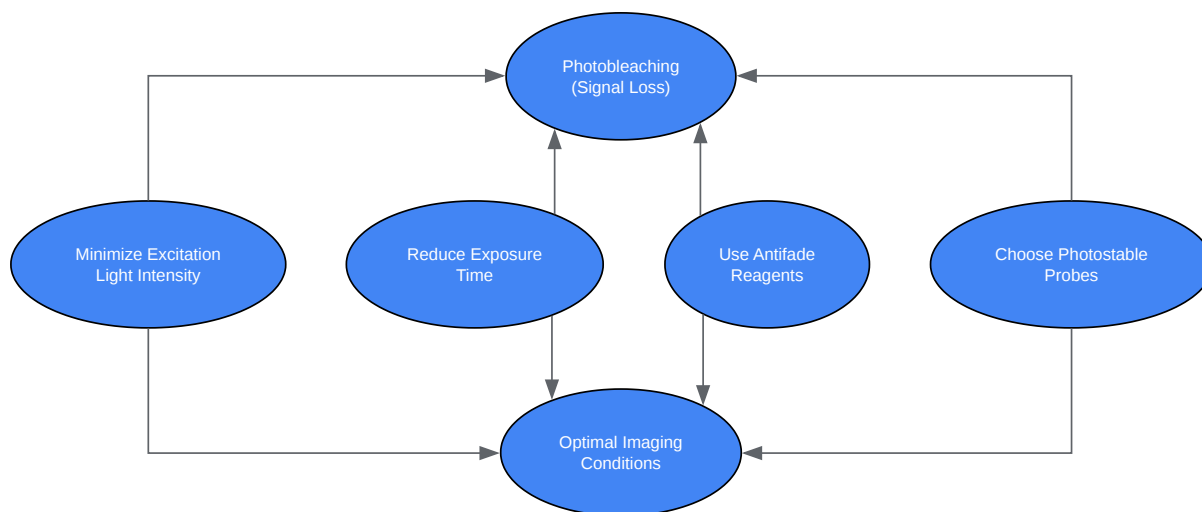 Photobleaching
(Signal Loss)
Minimize Excitation
Light Intensity
Reduce Exposure
Time
Use Antifade
Reagents
Choose Photostable
Probes
Optimal Imaging
Conditions